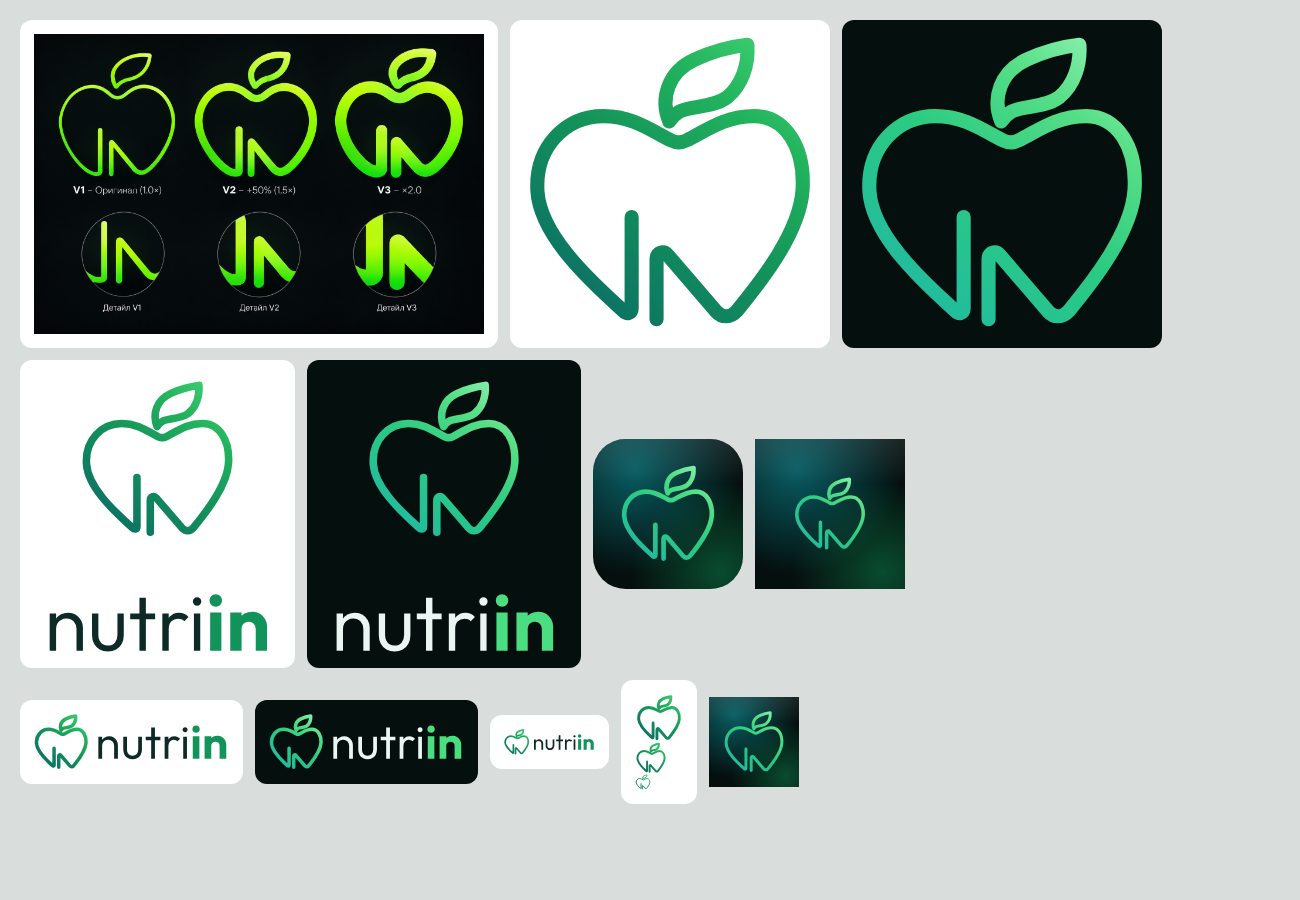 V1 – Оригинал (1.0×)
V2 – +50% (1.5×)
V3 – ×2.0
Детайл V1
Детайл V2
Детайл V3
nutriin
nutriin
nutriin
nutriin
nutriin